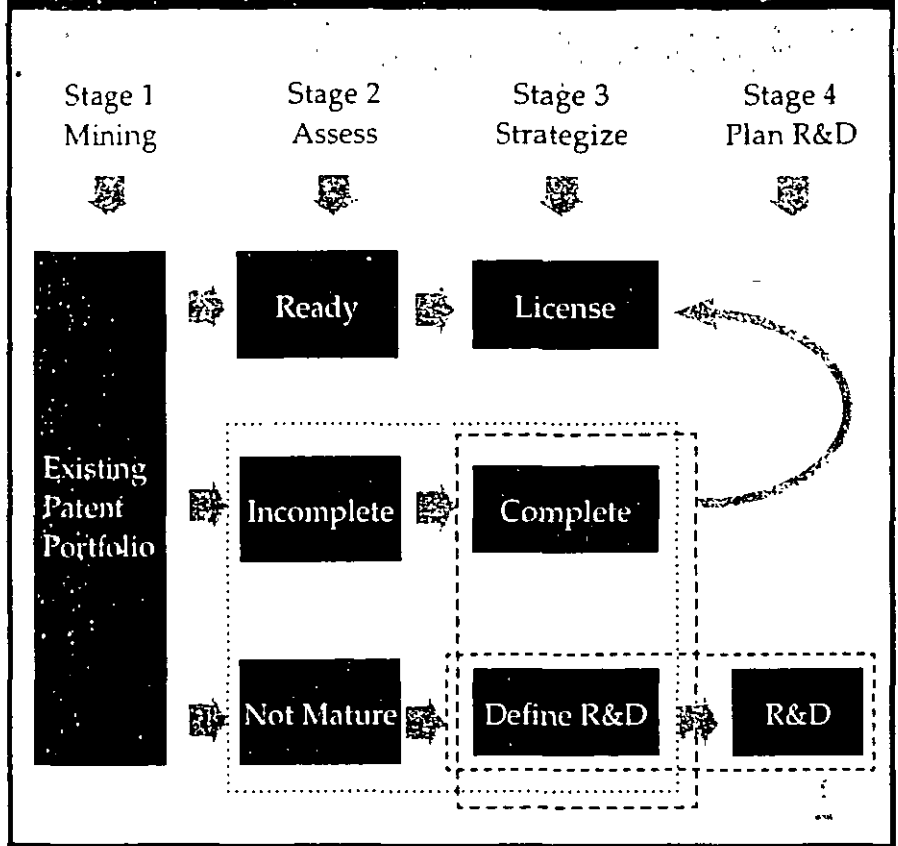 Stage 1
Mining
Stage 2
Assess
Stage 3
Strategize
Stage 4
Plan R&D
Existing
Patent
Portfolio
Ready
License
Incomplete
Complete
Not Mature
Define R&D
R&D